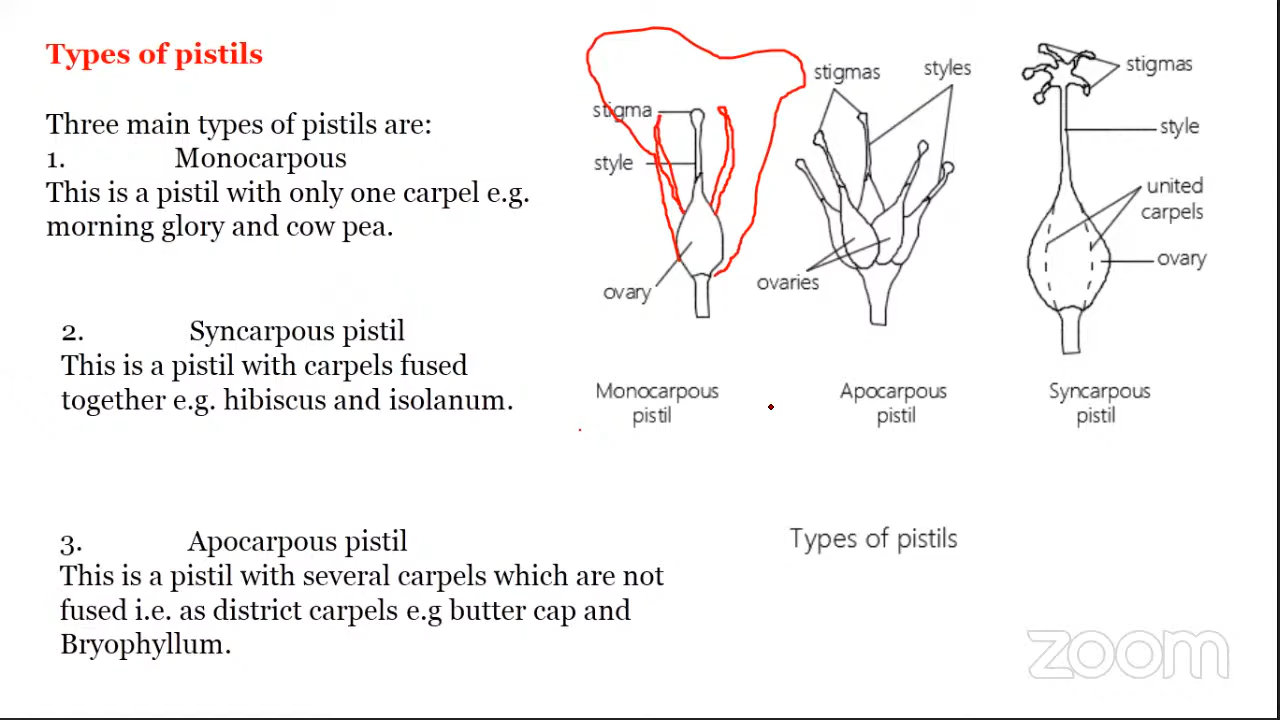 Types of pistils
Three main types of pistils are:
1. Monocarpous
This is a pistil with only one carpel e.g.
morning glory and cow pea.
2. Syncarpous pistil
This is a pistil with carpels fused
together e.g. hibiscus and isolanum.
3. Apocarpous pistil
This is a pistil with several carpels which are not
fused i.e. as district carpels e.g butter cap and
Bryophyllum.
stigma
style
ovary
Monocarpous
pistil
stigmas
styles
ovaries
Apocarpous
pistil
stigmas
style
united
carpels
ovary
Syncarpous
pistil
Types of pistils
zoom